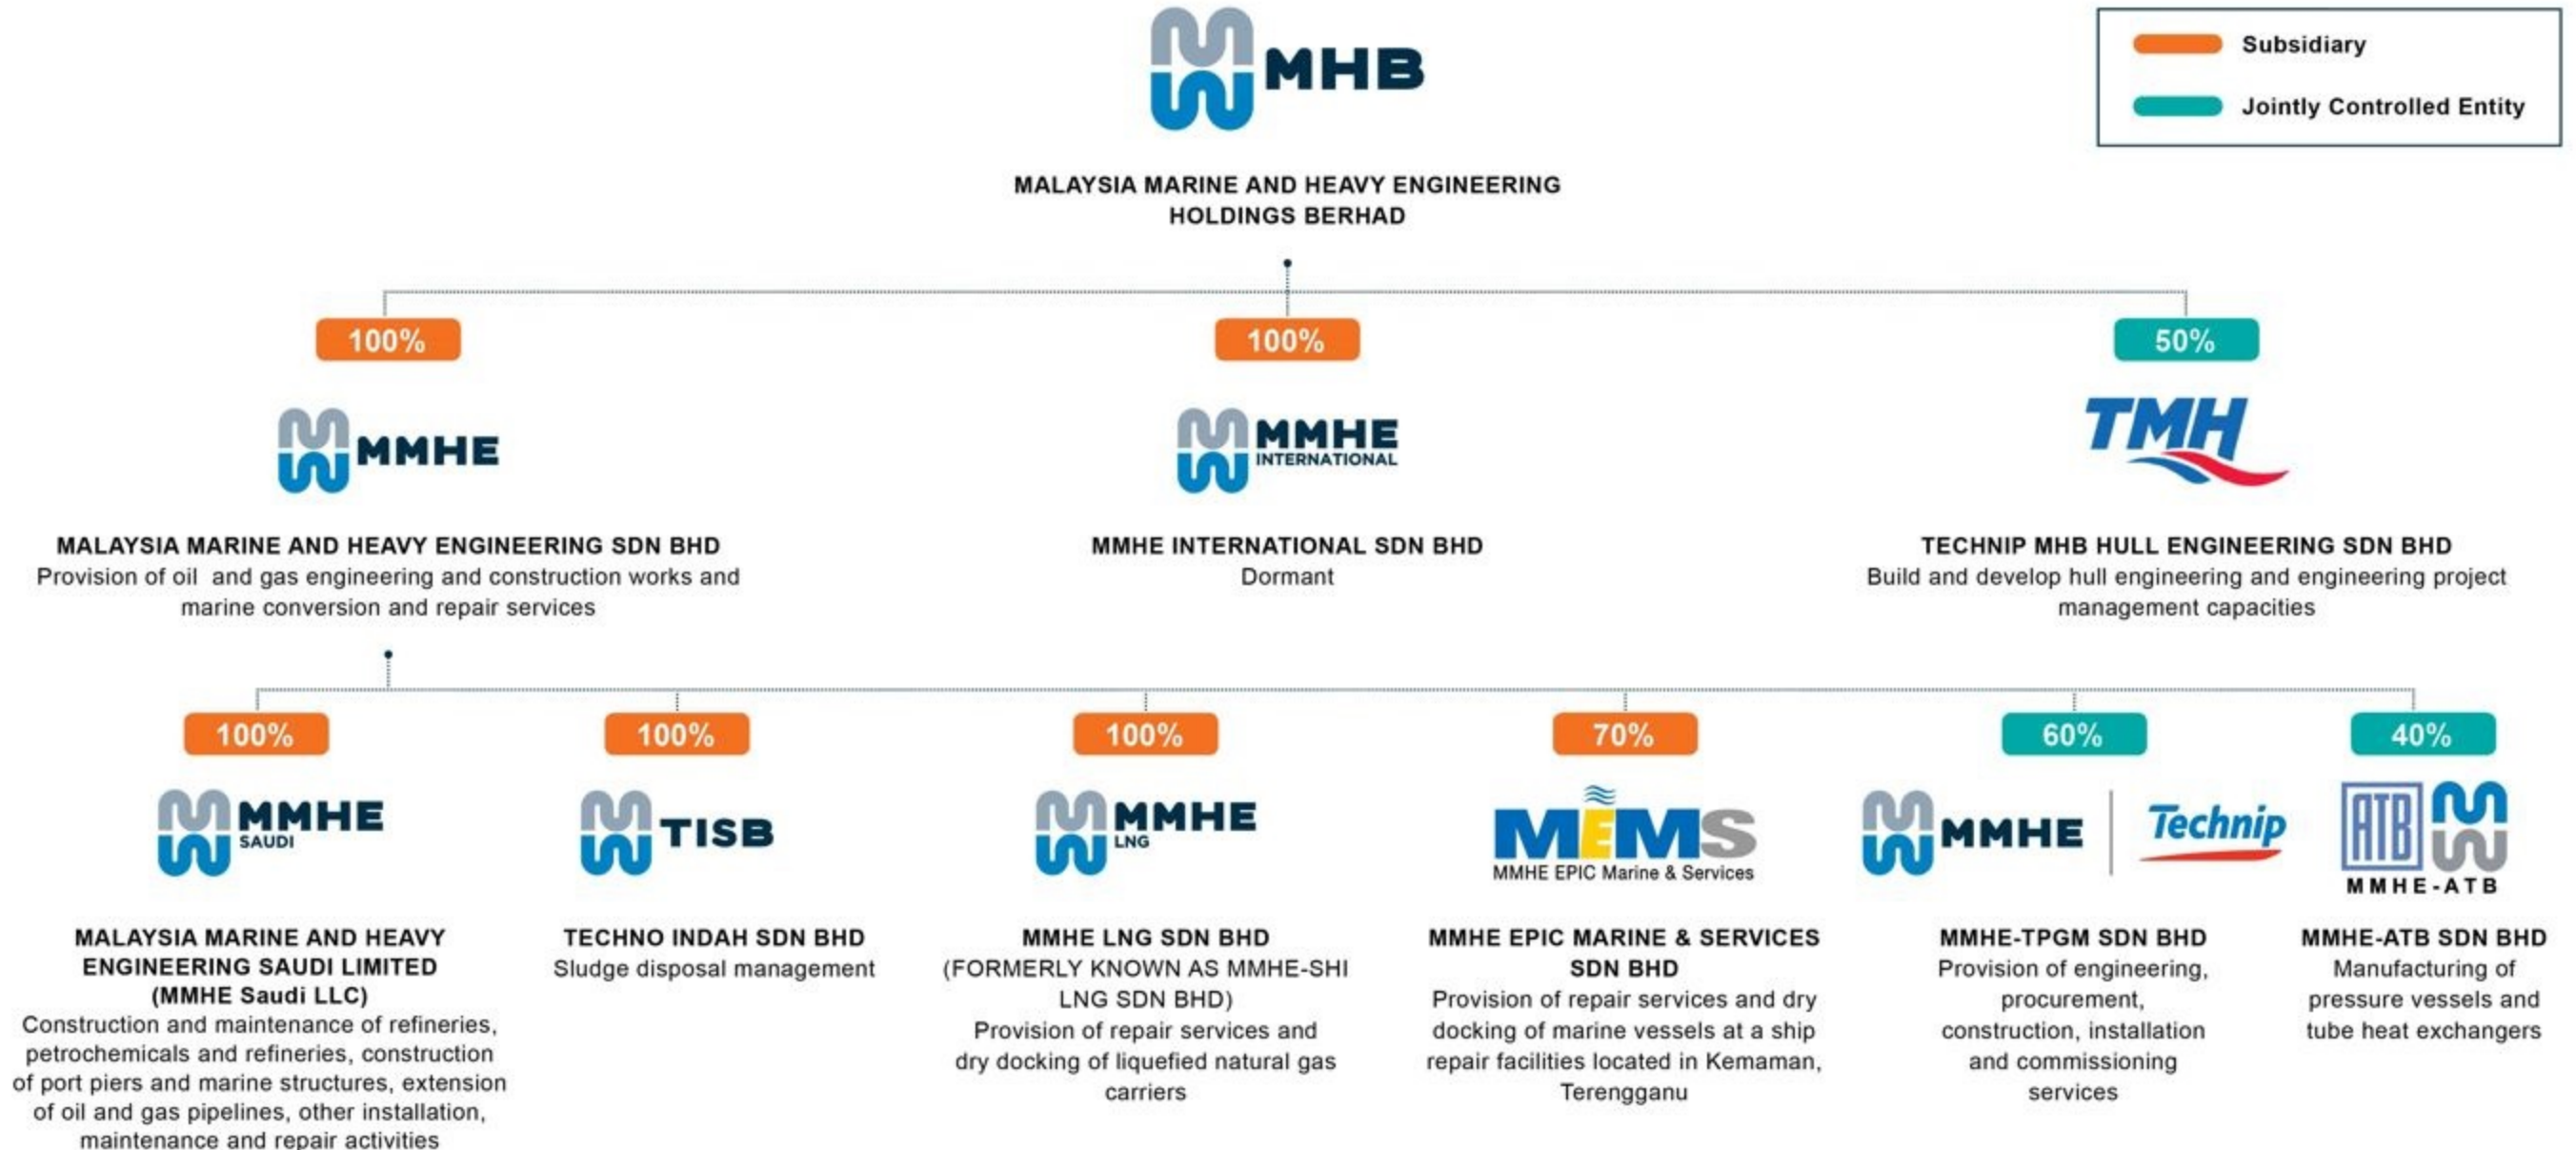 MHB
Subsidiary
Jointly Controlled Entity
MALAYSIA MARINE AND HEAVY ENGINEERING
HOLDINGS BERHAD
100%
100%
50%
MMHE
MMHE
INTERNATIONAL
TMH
MALAYSIA MARINE AND HEAVY ENGINEERING SDN BHD
Provision of oil and gas engineering and construction works and
marine conversion and repair services
MMHE INTERNATIONAL SDN BHD
Dormant
TECHNIP MHB HULL ENGINEERING SDN BHD
Build and develop hull engineering and engineering project
management capacities
100%
100%
100%
70%
60%
40%
MMHE
SAUDI
TISB
MMHE
LNG
MEMS
MMHE EPIC Marine & Services
MMHE
Technip
ATB
MMHE-ATB
MALAYSIA MARINE AND HEAVY
ENGINEERING SAUDI LIMITED
(MMHE Saudi LLC)
Construction and maintenance of refineries,
petrochemicals and refineries, construction
of port piers and marine structures, extension
of oil and gas pipelines, other installation,
maintenance and repair activities
TECHNO INDAH SDN BHD
Sludge disposal management
MMHE LNG SDN BHD
(FORMERLY KNOWN AS MMHE-SHI
LNG SDN BHD)
Provision of repair services and
dry docking of liquefied natural gas
carriers
MMHE EPIC MARINE & SERVICES
SDN BHD
Provision of repair services and dry
docking of marine vessels at a ship
repair facilities located in Kemaman,
Terengganu
MMHE-TPGM SDN BHD
Provision of engineering,
procurement,
construction, installation
and commissioning
services
MMHE-ATB SDN BHD
Manufacturing of
pressure vessels and
tube heat exchangers